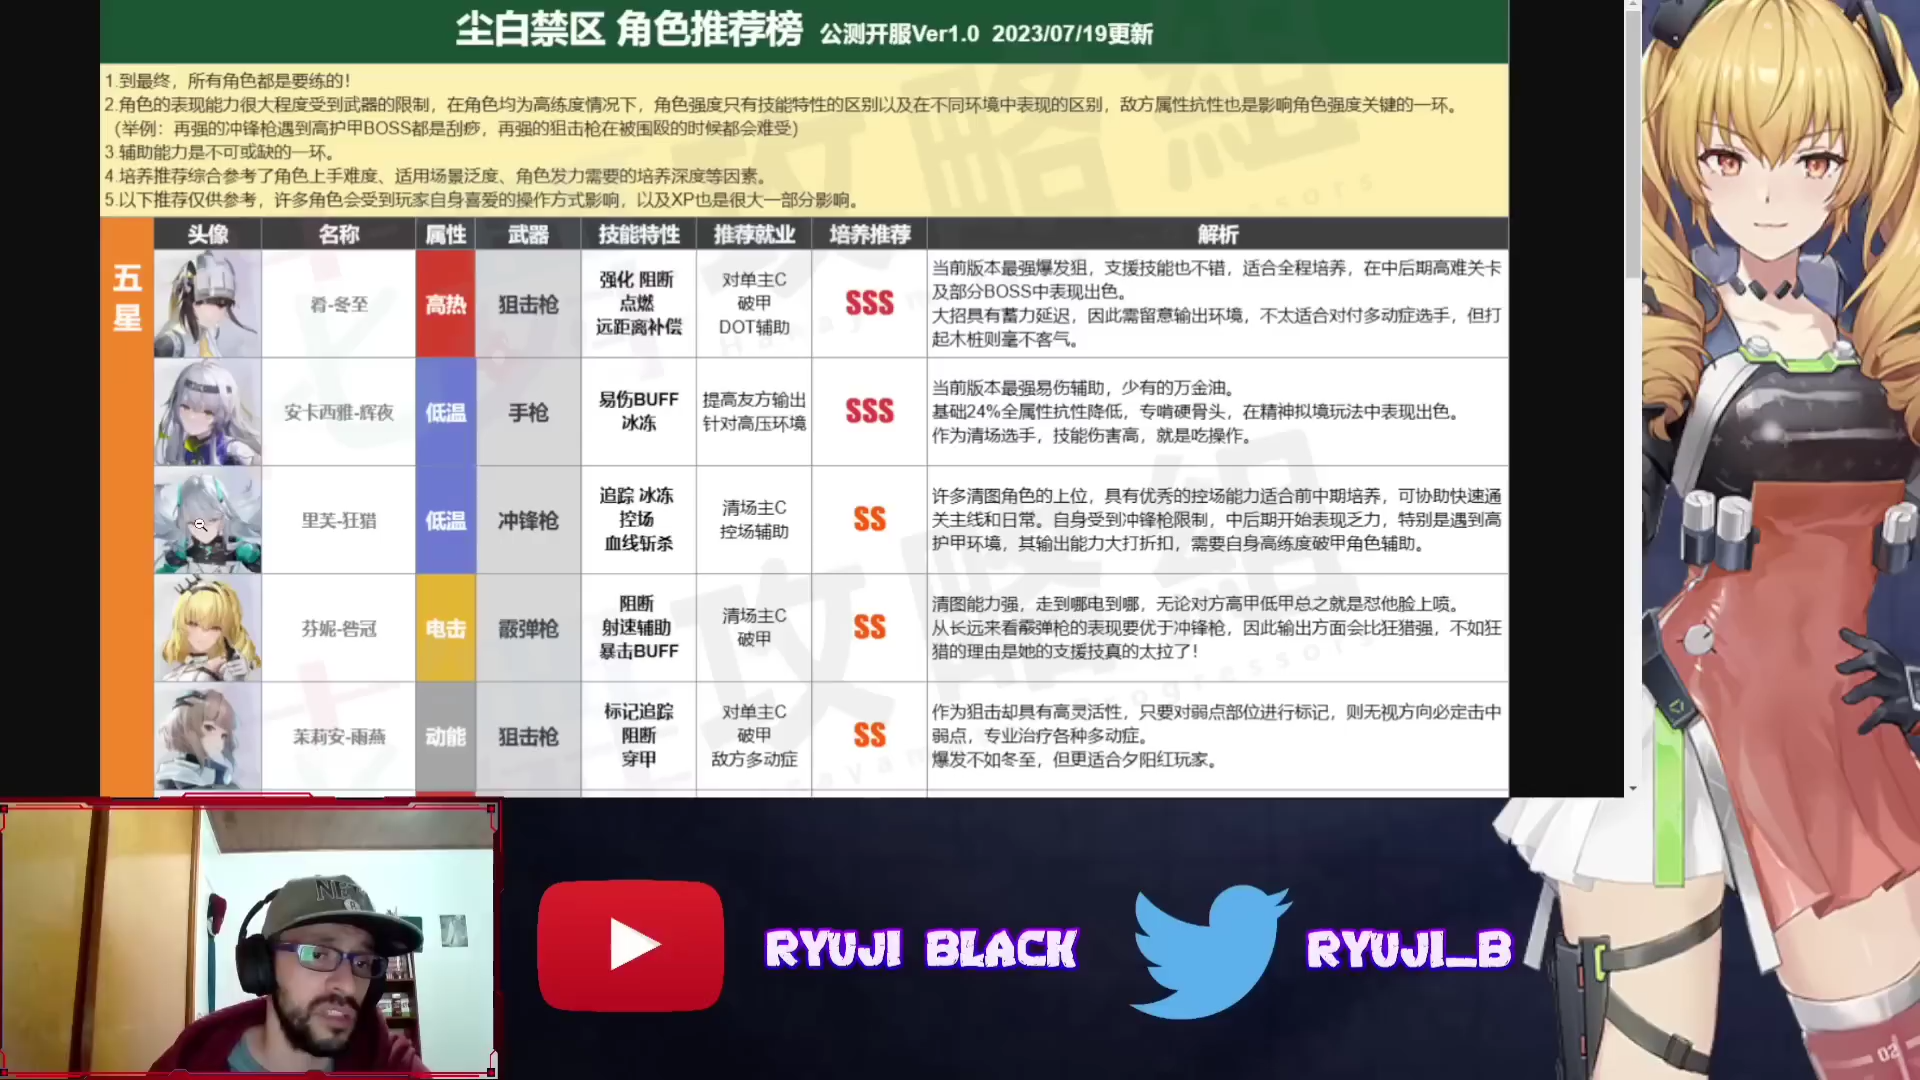 尘白禁区 角色推荐榜 公测开服Ver1.0 2023/07/19更新
1.到最终，所有角色都是要练的！
2.角色的表现能力很大程度受到武器的限制，在角色均为高练度情况下，角色强度只有技能特性的区别以及在不同环境中表现的区别，敌方属性抗性也是影响角色强度关键的一环。
（举例：再强的冲锋枪遇到高护甲BOSS都是刮痧，再强的狙击枪在被围殴的时候都会难受）
3.辅助能力是不可或缺的一环。
4.培养推荐综合参考了角色上手难度、适用场景泛度、角色发力需要的培养深度等因素。
5.以下推荐仅供参考，许多角色会受到玩家自身喜爱的操作方式影响，以及XP也是很大一部分影响。
头像 名称 属性 武器 技能特性 推荐就业 培养推荐 解析
五星
肴-冬至 高热 狙击枪
强化 阻断
点燃
远距离补偿
对单主C
破甲
DOT辅助
SSS
当前版本最强爆发狙，支援技能也不错，适合全程培养，在中后期高难关卡
及部分BOSS中表现出色。
大招具有蓄力延迟，因此需留意输出环境，不太适合对付多动症选手，但打
起木桩则毫不客气。
安卡西雅-辉夜 低温 手枪
易伤BUFF
冰冻
提高友方输出
针对高压环境
SSS
当前版本最强易伤辅助，少有的万金油。
基础24%全属性抗性降低，专啃硬骨头，在精神拟境玩法中表现出色。
作为清场选手，技能伤害高，就是吃操作。
里芙-狂猎 低温 冲锋枪
追踪 冰冻
控场
血线斩杀
清场主C
控场辅助
SS
许多清图角色的上位，具有优秀的控场能力适合前中期培养，可协助快速通
关主线和日常。自身受到冲锋枪限制，中后期开始表现乏力，特别是遇到高
护甲环境，其输出能力大打折扣，需要自身高练度破甲角色辅助。
芬妮-咎冠 电击 霰弹枪
阻断
射速辅助
暴击BUFF
清场主C
破甲
SS
清图能力强，走到哪电到哪，无论对方高甲低甲总之就是怼他脸上喷。
从长远来看霰弹枪的表现要优于冲锋枪，因此输出方面会比狂猎强，不如狂
猎的理由是她的支援技真的太拉了！
茉莉安-雨燕 动能 狙击枪
标记追踪
阻断
穿甲
对单主C
破甲
敌方多动症
SS
作为狙击却具有高灵活性，只要对弱点部位进行标记，则无视方向必定击中
弱点，专业治疗各种多动症。
爆发不如冬至，但更适合夕阳红玩家。
RYUJI BLACK
RYUJI_B
02